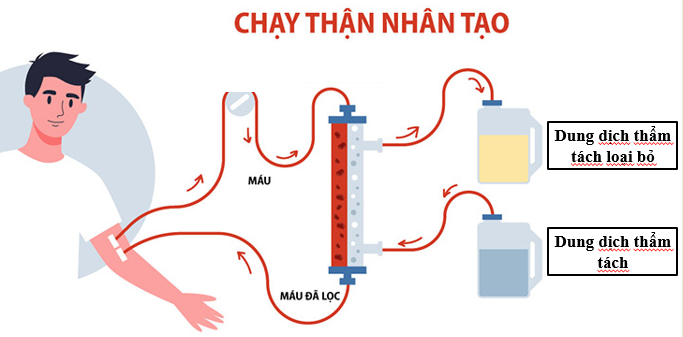 CHẠY THẬN NHÂN TẠO
Dung dịch thẩm
tách loại bỏ
MÁU
Dung dịch thẩm
tách
MÁU ĐÃ LỌC